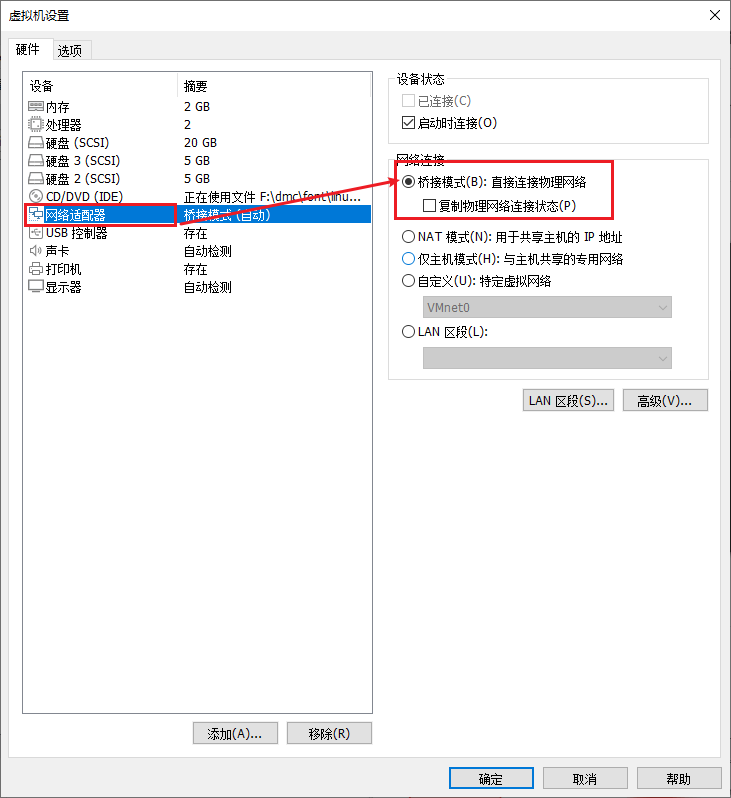 虚拟机设置
硬件 选项
设备 摘要
内存 2 GB
处理器 2
硬盘 (SCSI) 20 GB
硬盘 3 (SCSI) 5 GB
硬盘 2 (SCSI) 5 GB
CD/DVD (IDE) 正在使用文件 F:\dmc\font\linu...
网络适配器 桥接模式 (自动)
USB 控制器 存在
声卡 自动检测
打印机 存在
显示器 自动检测
添加(A)... 移除(R)
设备状态
已连接(C)
启动时连接(O)
网络连接
桥接模式(B): 直接连接物理网络
复制物理网络连接状态(P)
NAT 模式(N): 用于共享主机的 IP 地址
仅主机模式(H): 与主机共享的专用网络
自定义(U): 特定虚拟网络
VMnet0
LAN 区段(L):
LAN 区段(S)... 高级(V)...
确定 取消 帮助